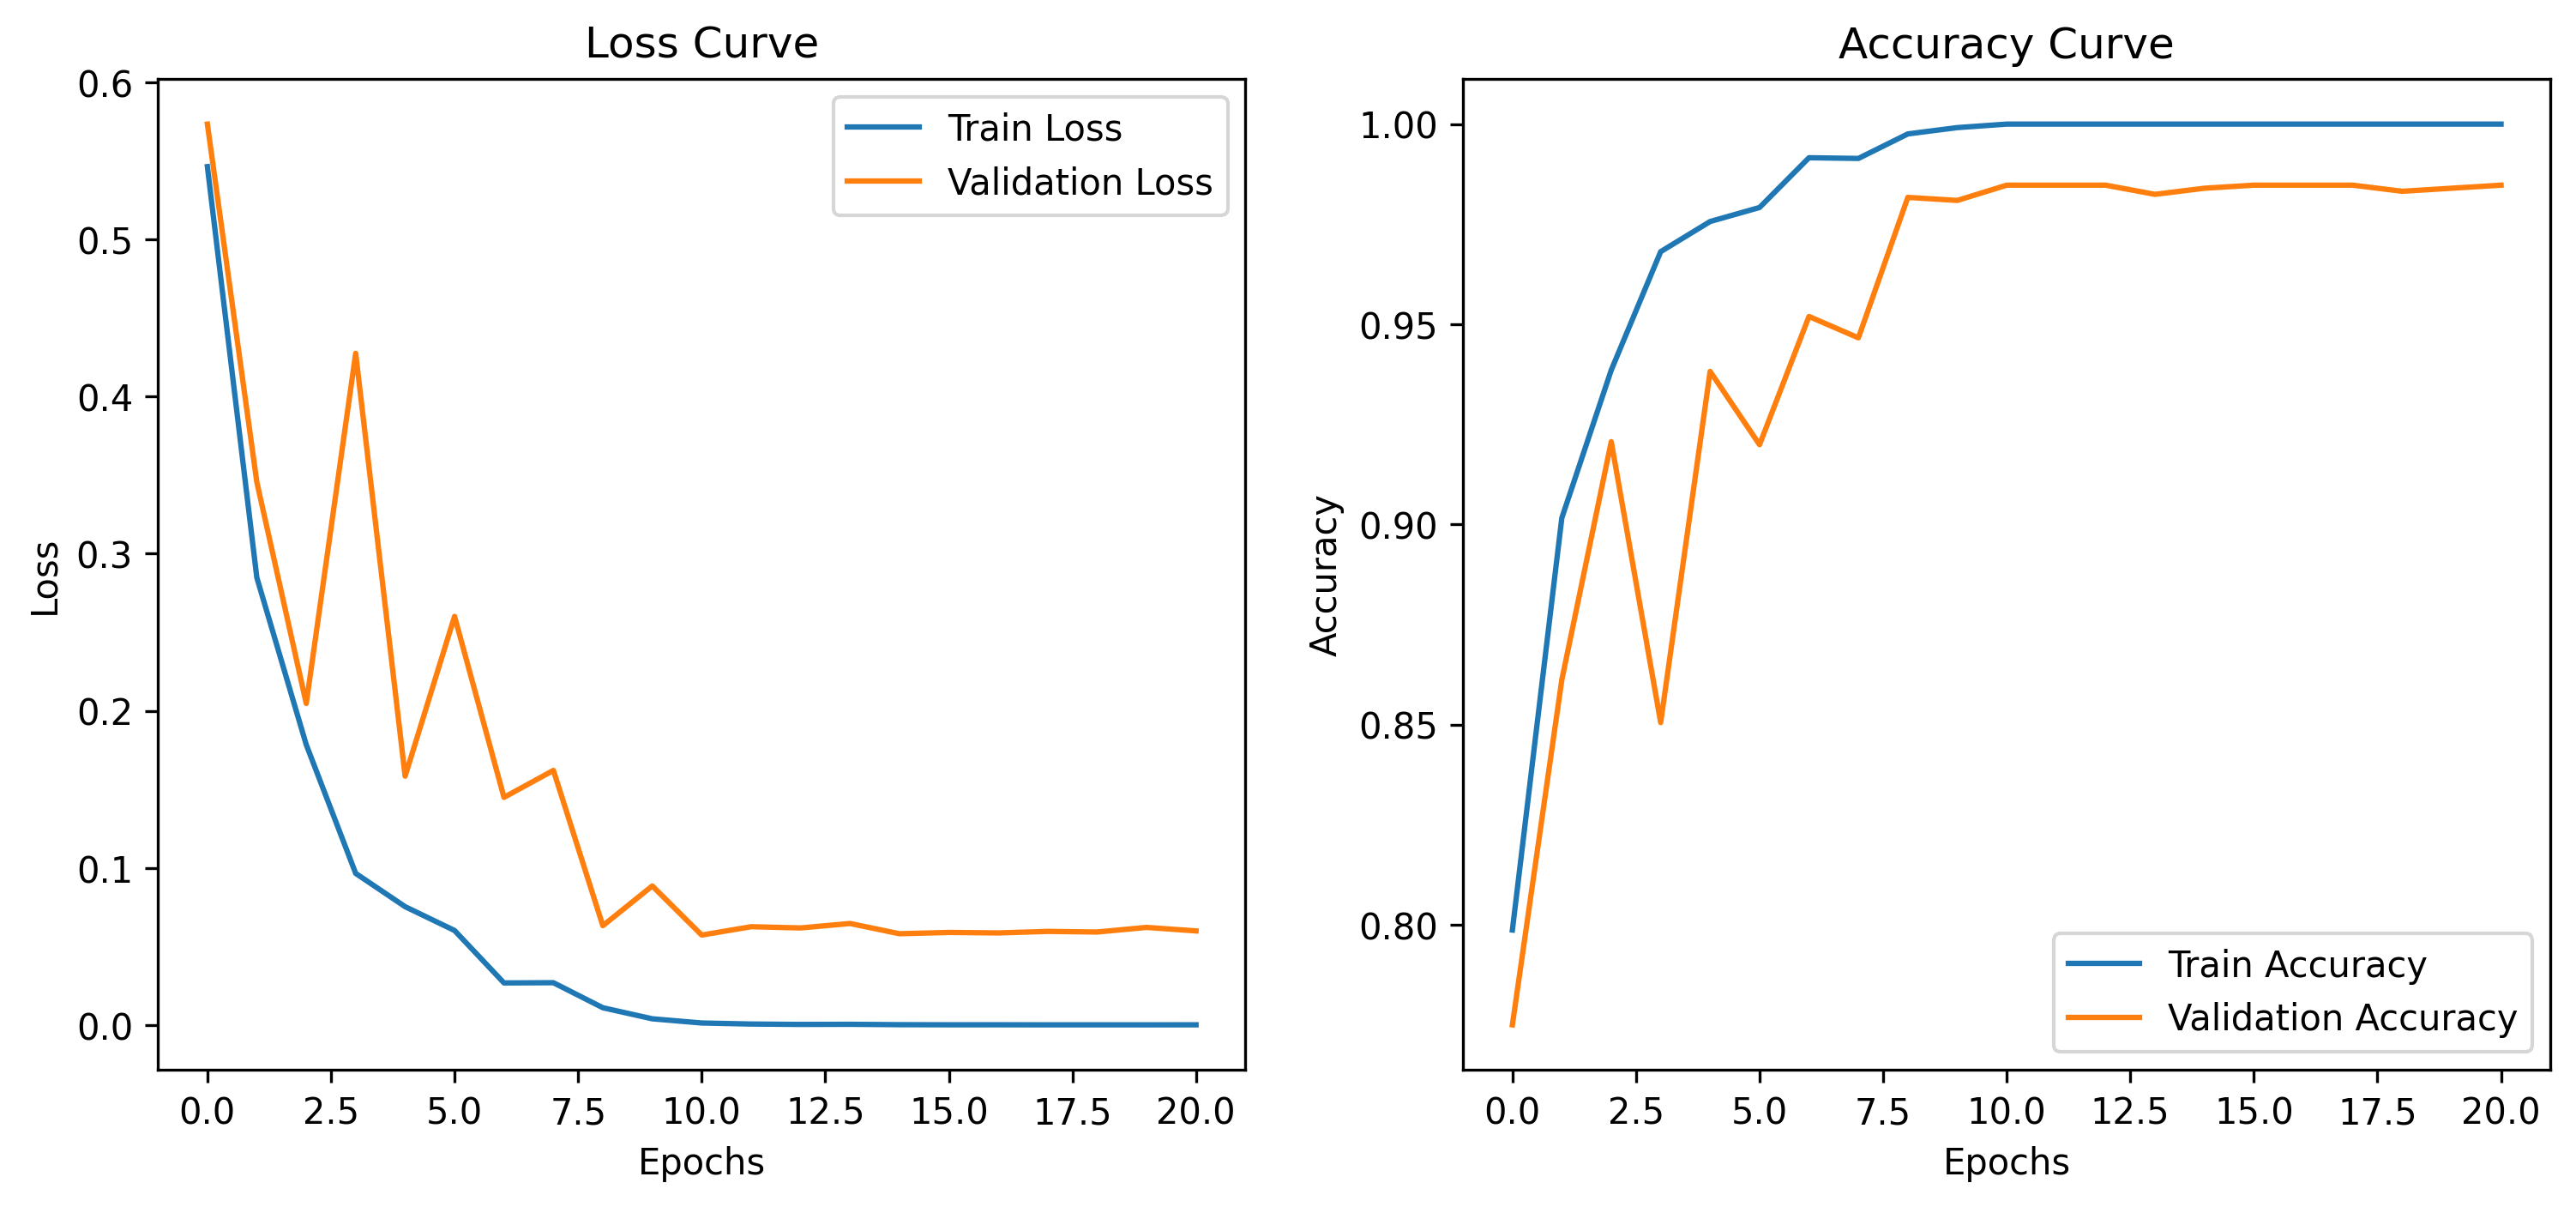 Loss Curve
0.6
0.5
0.4
0.3
0.2
0.1
0.0
Loss
Train Loss
Validation Loss
0.0 2.5 5.0 7.5 10.0 12.5 15.0 17.5 20.0
Epochs
Accuracy Curve
1.00
0.95
0.90
0.85
0.80
Accuracy
Train Accuracy
Validation Accuracy
0.0 2.5 5.0 7.5 10.0 12.5 15.0 17.5 20.0
Epochs